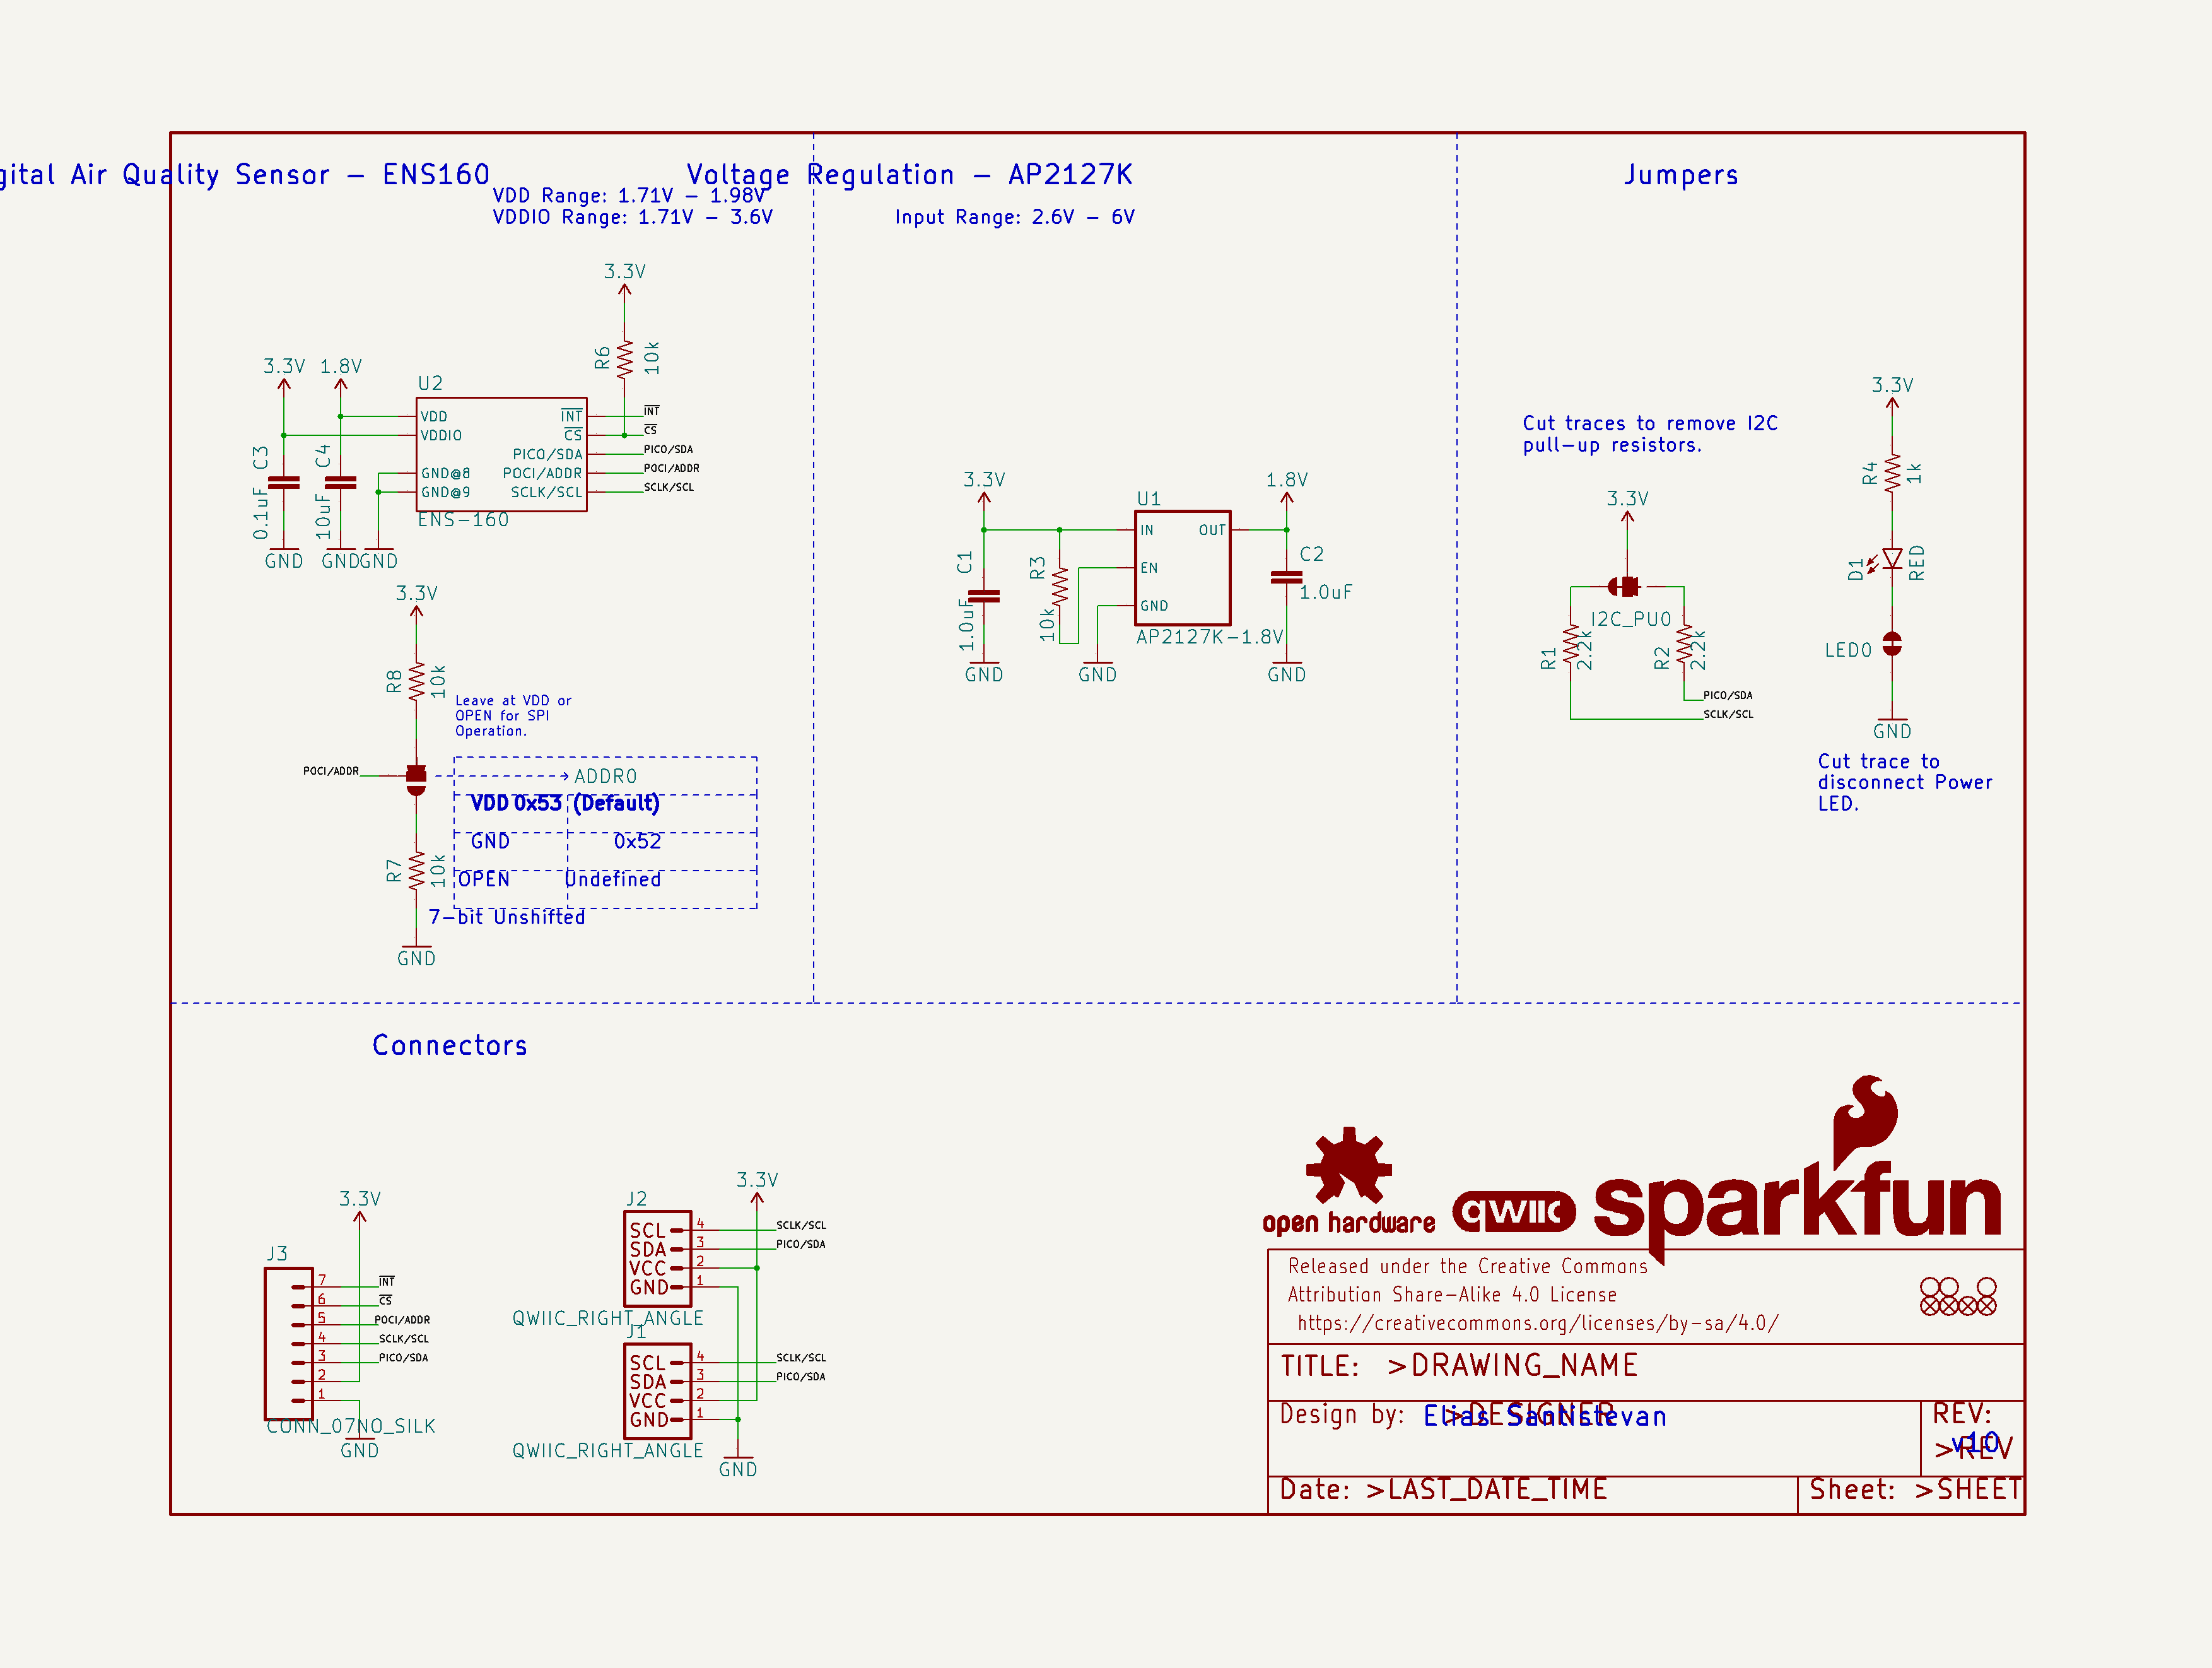 gital Air Quality Sensor - ENS160
VDD Range: 1.71V - 1.98V
VDDIO Range: 1.71V - 3.6V
3.3V
R6
10k
3.3V
1.8V
U2
VDD
VDDIO
GND@8
GND@9
INT
CS
PICO/SDA
POCI/ADDR
SCLK/SCL
INT
CS
PICO/SDA
POCI/ADDR
SCLK/SCL
ENS-160
C3
0.1uF
C4
10uF
GND
GND
GND
3.3V
R8
10k
Leave at VDD or
OPEN for SPI
Operation.
POCI/ADDR
ADDR0
VDD 0x53 (Default)
GND 0x52
OPEN Undefined
7-bit Unshifted
R7
10k
GND
Voltage Regulation - AP2127K
Input Range: 2.6V - 6V
3.3V
U1
1.8V
IN
OUT
EN
GND
C1
1.0uF
R3
10k
C2
1.0uF
AP2127K-1.8V
GND
GND
GND
Jumpers
Cut traces to remove I2C
pull-up resistors.
3.3V
I2C_PU0
R1
2.2k
R2
2.2k
PICO/SDA
SCLK/SCL
3.3V
R4
1k
D1
RED
LED0
GND
Cut trace to
disconnect Power
LED.
Connectors
3.3V
J3
7
INT
6
CS
5
POCI/ADDR
4
SCLK/SCL
3
PICO/SDA
2
1
CONN_07NO_SILK
GND
3.3V
J2
SCL 4 SCLK/SCL
SDA 3 PICO/SDA
VCC 2
GND 1
QWIIC_RIGHT_ANGLE
J1
SCL 4 SCLK/SCL
SDA 3 PICO/SDA
VCC 2
GND 1
QWIIC_RIGHT_ANGLE
GND
open hardware
qwiic
sparkfun
Released under the Creative Commons
Attribution Share-Alike 4.0 License
https://creativecommons.org/licenses/by-sa/4.0/
TITLE: >DRAWING_NAME
Design by: >DESIGNER
Elias Santistevan
REV:
>REV
v10
Date: >LAST_DATE_TIME
Sheet: >SHEET